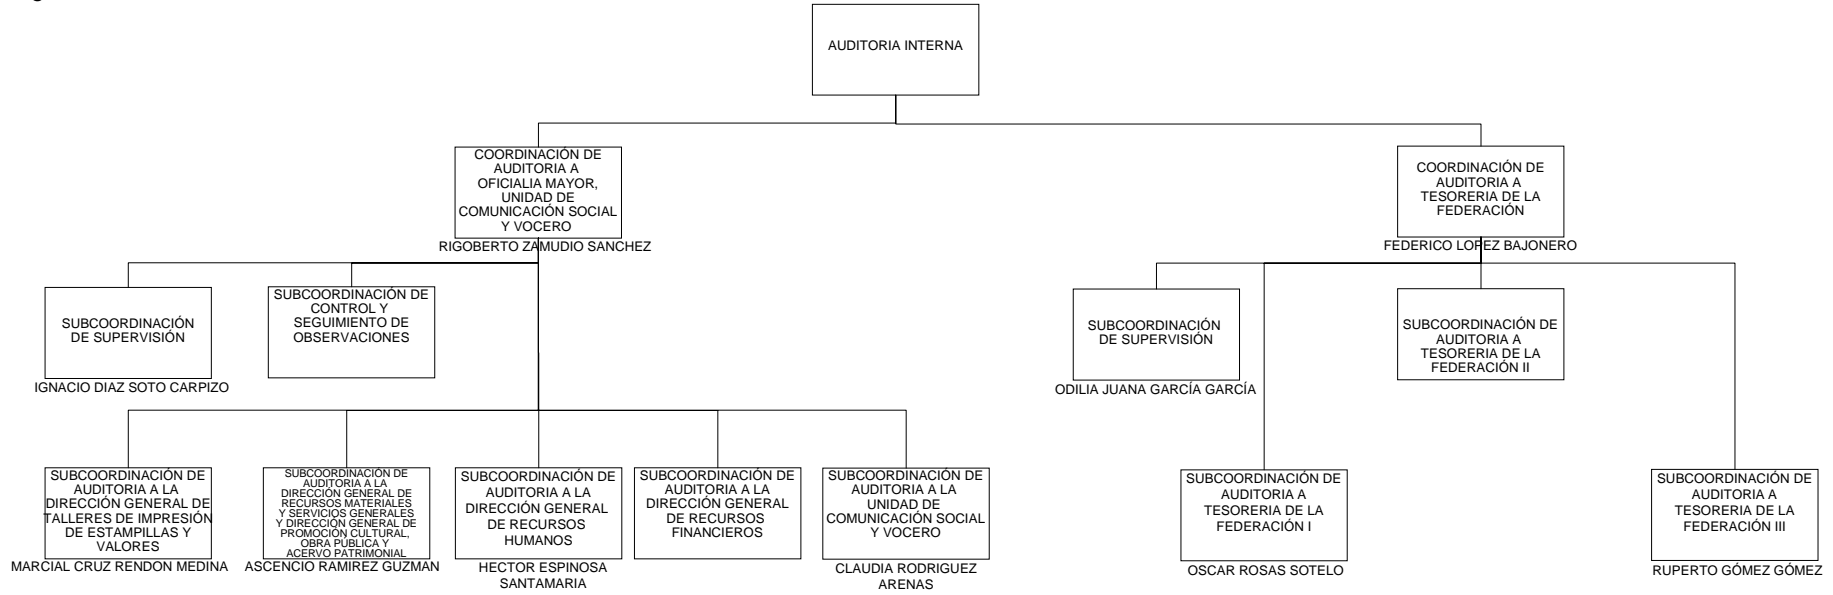 AUDITORIA INTERNA
COORDINACIÓN DE
AUDITORIA A
OFICIALIA MAYOR,
UNIDAD DE
COMUNICACIÓN SOCIAL
Y VOCERO
RIGOBERTO ZAMUDIO SANCHEZ
COORDINACIÓN DE
AUDITORIA A
TESORERIA DE LA
FEDERACIÓN
FEDERICO LOPEZ BAJONERO
SUBCOORDINACIÓN
DE SUPERVISIÓN
IGNACIO DIAZ SOTO CARPIZO
SUBCOORDINACIÓN DE
CONTROL Y
SEGUIMIENTO DE
OBSERVACIONES
SUBCOORDINACIÓN
DE SUPERVISIÓN
ODILIA JUANA GARCÍA GARCÍA
SUBCOORDINACIÓN DE
AUDITORIA A
TESORERIA DE LA
FEDERACIÓN II
SUBCOORDINACIÓN DE
AUDITORIA A LA
DIRECCIÓN GENERAL DE
TALLERES DE IMPRESIÓN
DE ESTAMPILLAS Y
VALORES
MARCIAL CRUZ RENDON MEDINA
SUBCOORDINACIÓN DE
AUDITORIA A LA
DIRECCIÓN GENERAL DE
RECURSOS MATERIALES
Y SERVICIOS GENERALES
Y DIRECCIÓN GENERAL DE
PROMOCIÓN CULTURAL,
OBRA PÚBLICA Y
ACERVO PATRIMONIAL
ASCENCIO RAMIREZ GUZMAN
SUBCOORDINACIÓN DE
AUDITORIA A LA
DIRECCIÓN GENERAL
DE RECURSOS
HUMANOS
HECTOR ESPINOSA
SANTAMARIA
SUBCOORDINACIÓN DE
AUDITORIA A LA
DIRECCIÓN GENERAL
DE RECURSOS
FINANCIEROS
SUBCOORDINACIÓN DE
AUDITORIA A LA
UNIDAD DE
COMUNICACIÓN SOCIAL
Y VOCERO
CLAUDIA RODRIGUEZ
ARENAS
SUBCOORDINACIÓN DE
AUDITORIA A
TESORERIA DE LA
FEDERACIÓN I
OSCAR ROSAS SOTELO
SUBCOORDINACIÓN DE
AUDITORIA A
TESORERIA DE LA
FEDERACIÓN III
RUPERTO GÓMEZ GÓMEZ